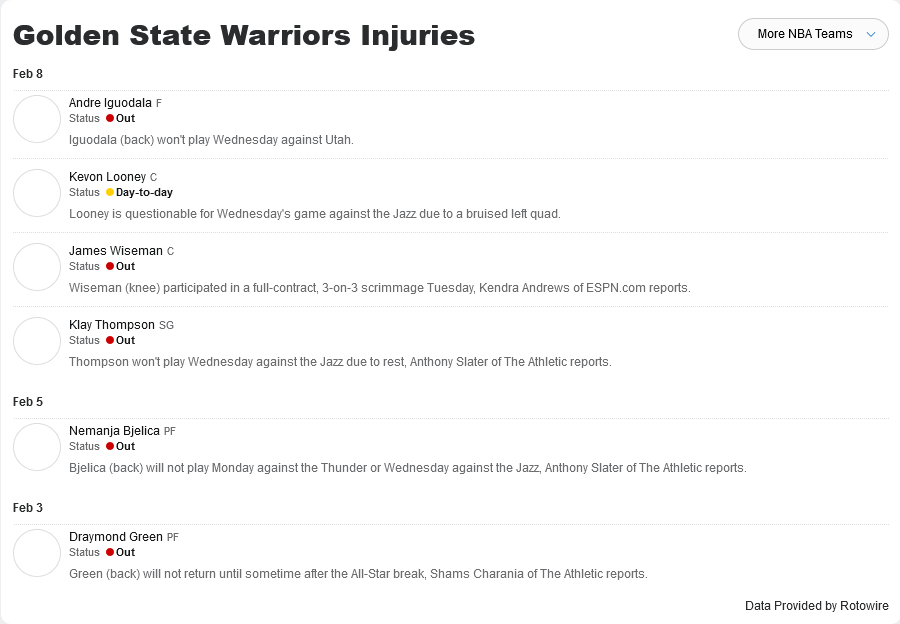 Golden State Warriors Injuries
More NBA Teams
Feb 8
Andre Iguodala F
Status Out
Iguodala (back) won't play Wednesday against Utah.
Kevon Looney C
Status Day-to-day
Looney is questionable for Wednesday's game against the Jazz due to a bruised left quad.
James Wiseman C
Status Out
Wiseman (knee) participated in a full-contract, 3-on-3 scrimmage Tuesday, Kendra Andrews of ESPN.com reports.
Klay Thompson SG
Status Out
Thompson won't play Wednesday against the Jazz due to rest, Anthony Slater of The Athletic reports.
Feb 5
Nemanja Bjelica PF
Status Out
Bjelica (back) will not play Monday against the Thunder or Wednesday against the Jazz, Anthony Slater of The Athletic reports.
Feb 3
Draymond Green PF
Status Out
Green (back) will not return until sometime after the All-Star break, Shams Charania of The Athletic reports.
Data Provided by Rotowire